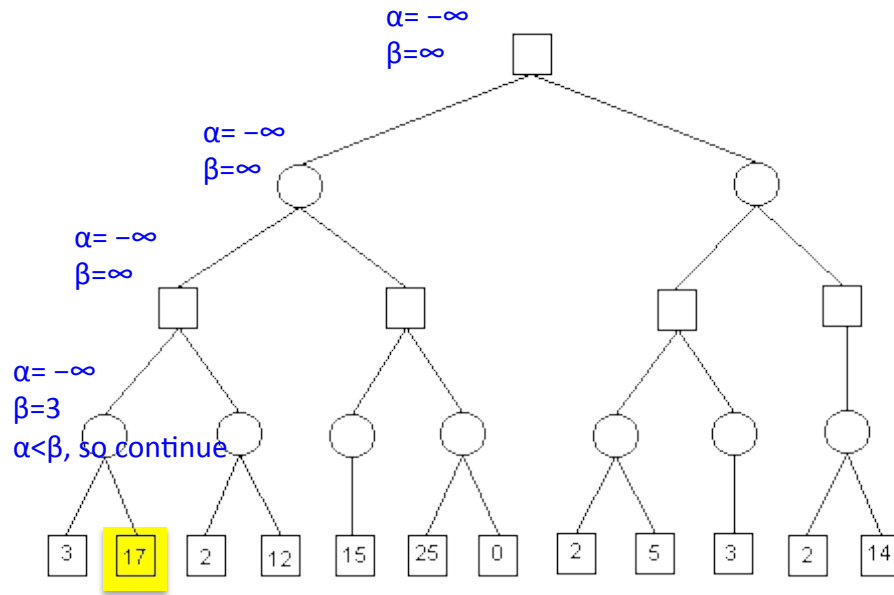 α= −∞
β=∞
α= −∞
β=∞
α= −∞
β=∞
α= −∞
β=3
α<β, so continue
3 17 2 12 15 25 0 2 5 3 2 14